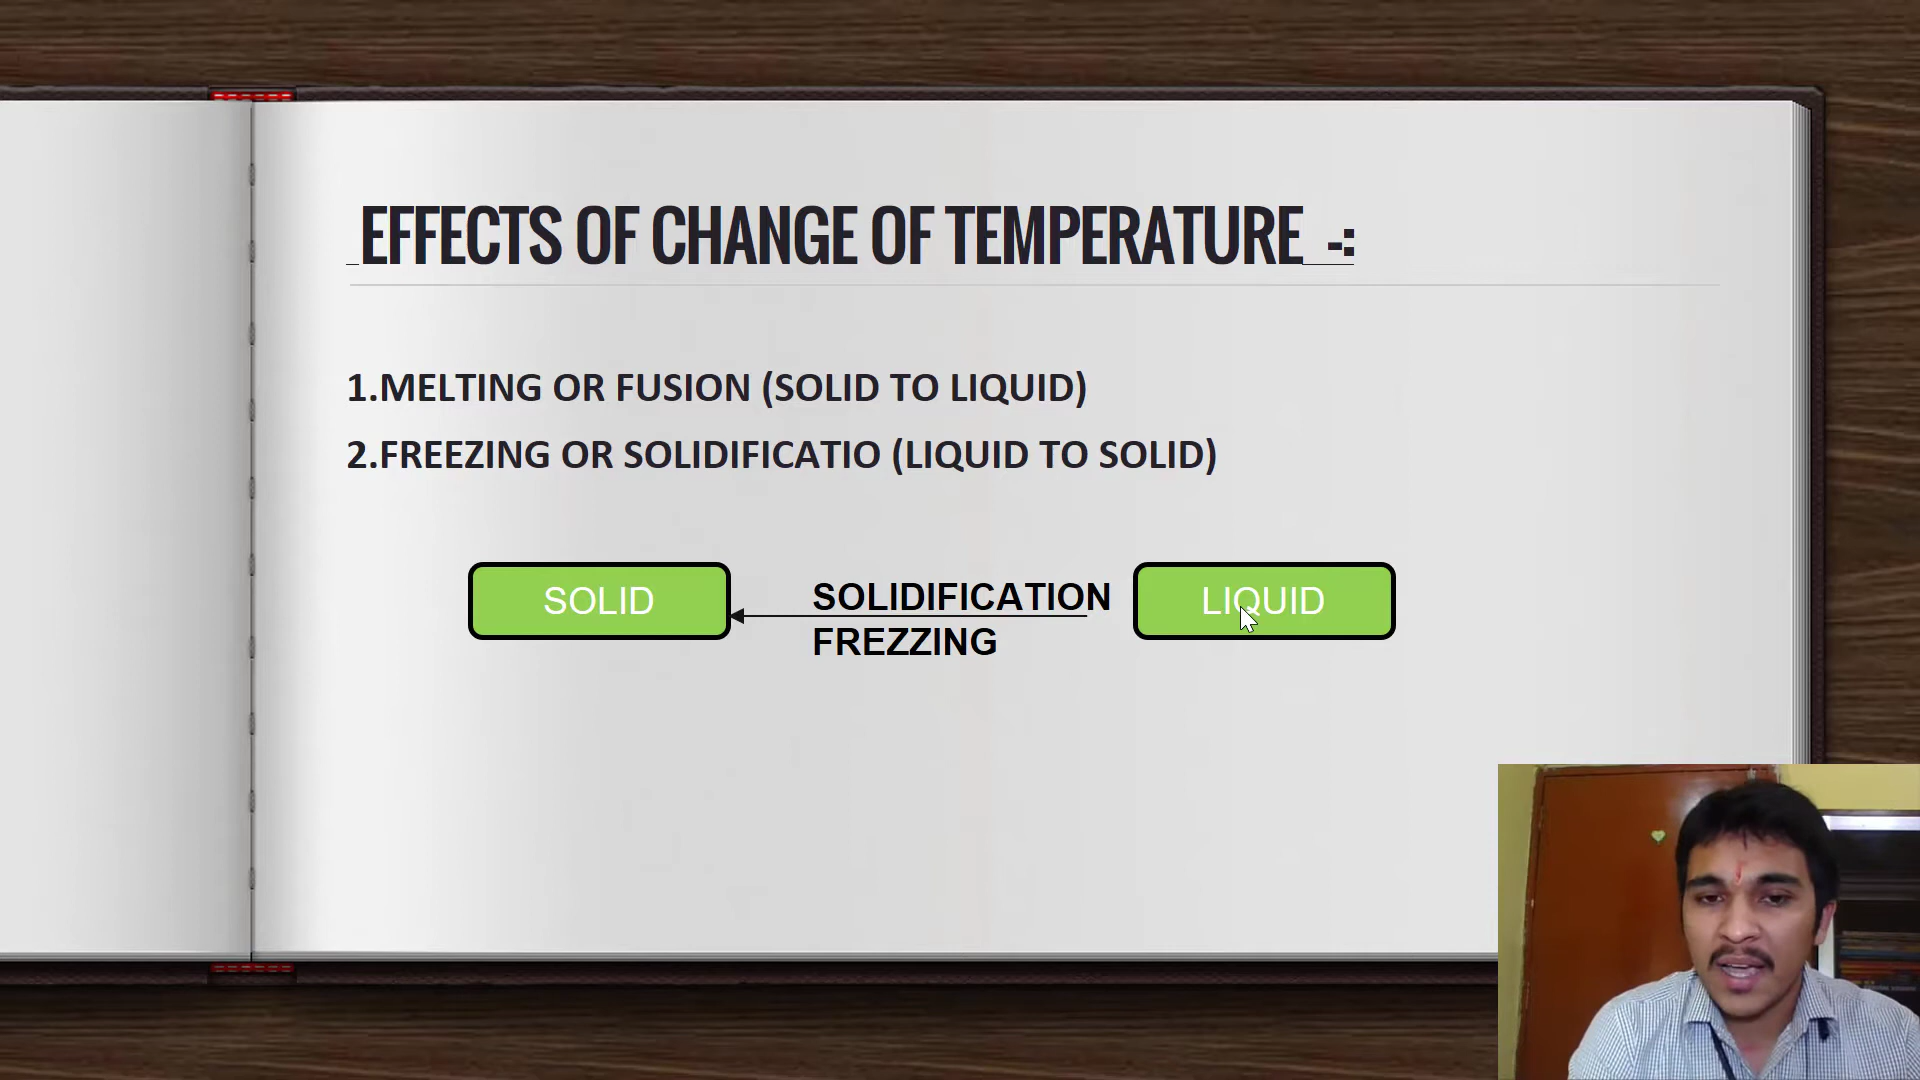 EFFECTS OF CHANGE OF TEMPERATURE -:
1.MELTING OR FUSION (SOLID TO LIQUID)
2.FREEZING OR SOLIDIFICATIO (LIQUID TO SOLID)
SOLID
SOLIDIFICATION
FREZZING
LIQUID